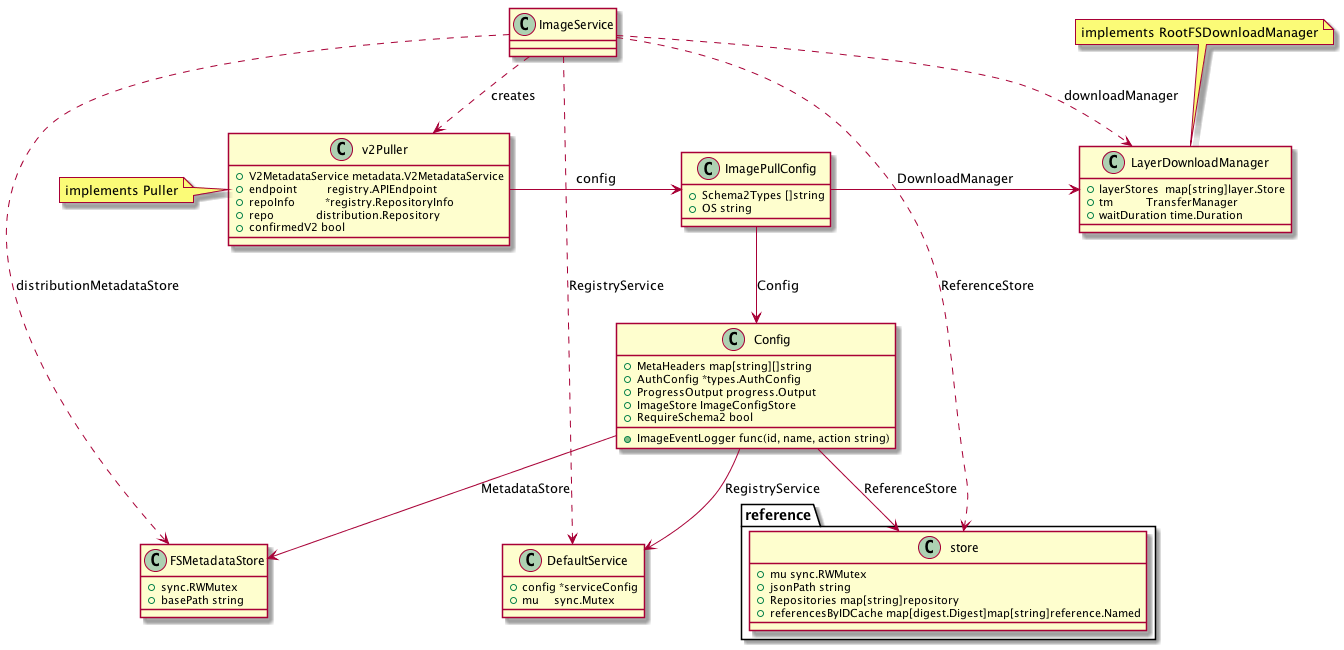 C ImageService
implements RootFSDownloadManager
creates
downloadManager
C v2Puller
V2MetadataService metadata.V2MetadataService
endpoint registry.APIEndpoint
repoInfo *registry.RepositoryInfo
repo distribution.Repository
confirmedV2 bool
implements Puller
config
C ImagePullConfig
Schema2Types []string
OS string
DownloadManager
C LayerDownloadManager
layerStores map[string]layer.Store
tm TransferManager
waitDuration time.Duration
distributionMetadataStore
RegistryService
Config
ReferenceStore
C Config
MetaHeaders map[string][]string
AuthConfig *types.AuthConfig
ProgressOutput progress.Output
ImageStore ImageConfigStore
RequireSchema2 bool
ImageEventLogger func(id, name, action string)
MetadataStore
RegistryService
ReferenceStore
reference
C FSMetadataStore
sync.RWMutex
basePath string
C DefaultService
config *serviceConfig
mu sync.Mutex
C store
mu sync.RWMutex
jsonPath string
Repositories map[string]repository
referencesByIDCache map[digest.Digest]map[string]reference.Named